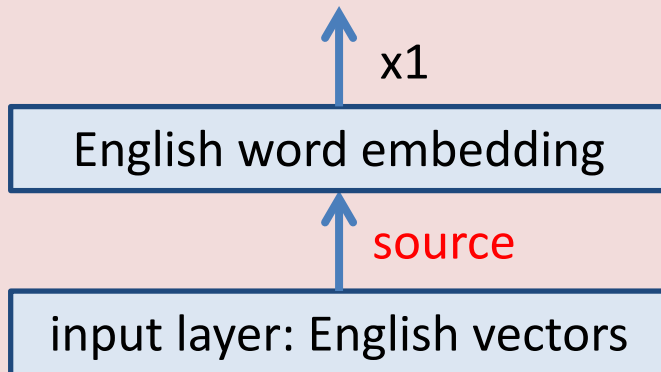 x1
English word embedding
source
input layer: English vectors